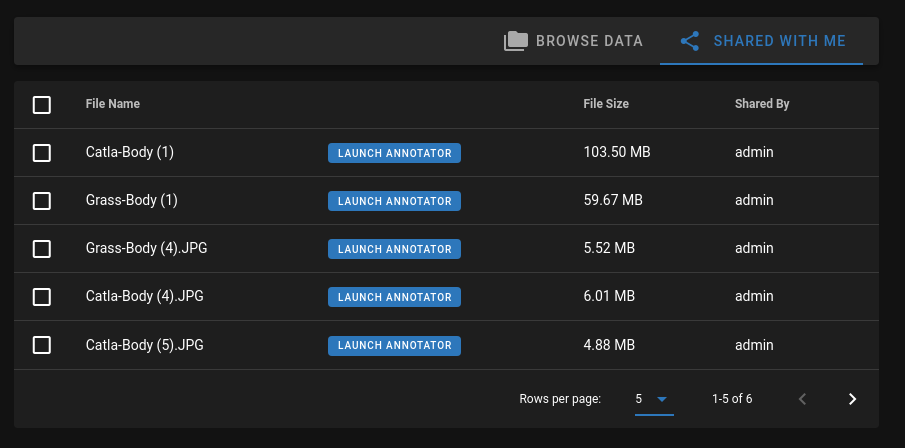 BROWSE DATA SHARED WITH ME
File Name File Size Shared By
Catla-Body (1) LAUNCH ANNOTATOR 103.50 MB admin
Grass-Body (1) LAUNCH ANNOTATOR 59.67 MB admin
Grass-Body (4).JPG LAUNCH ANNOTATOR 5.52 MB admin
Catla-Body (4).JPG LAUNCH ANNOTATOR 6.01 MB admin
Catla-Body (5).JPG LAUNCH ANNOTATOR 4.88 MB admin
Rows per page: 5 1-5 of 6